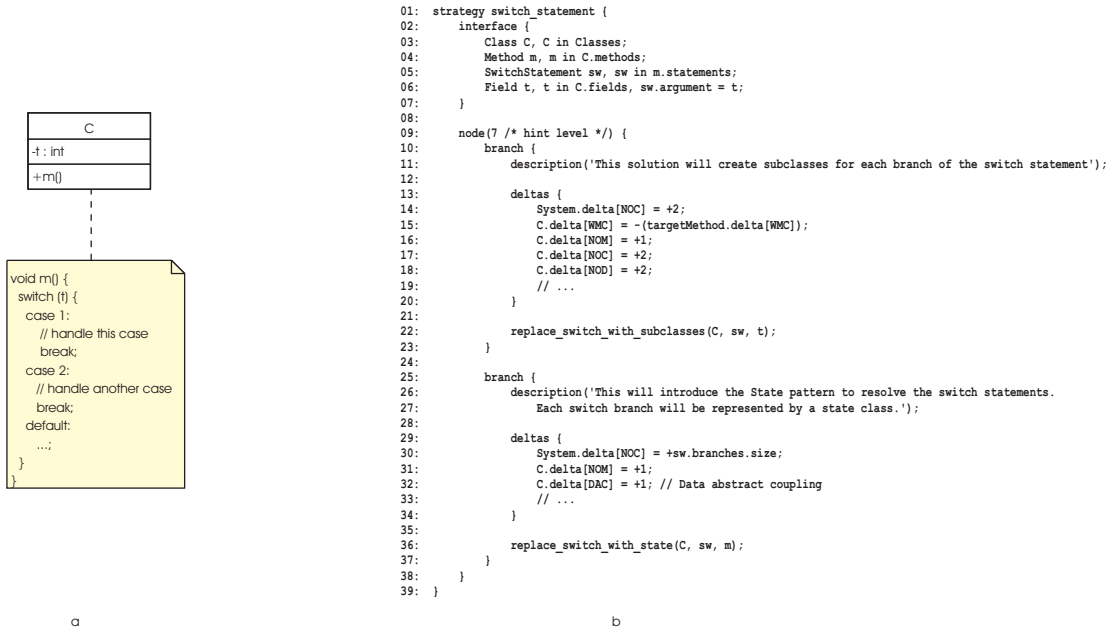 C
-t : int
+m()
void m() {
switch (t) {
case 1:
// handle this case
break;
case 2:
// handle another case
break;
default:
...;
}
}
a
01: strategy switch_statement {
02: interface {
03: Class C, C in Classes;
04: Method m, m in C.methods;
05: SwitchStatement sw, sw in m.statements;
06: Field t, t in C.fields, sw.argument = t;
07: }
08:
09: node(7 /* hint level */) {
10: branch {
11: description('This solution will create subclasses for each branch of the switch statement');
12:
13: deltas {
14: System.delta[NOC] = +2;
15: C.delta[WMC] = -(targetMethod.delta[WMC]);
16: C.delta[NOM] = +1;
17: C.delta[NOC] = +2;
18: C.delta[NOD] = +2;
19: // ...
20: }
21:
22: replace_switch_with_subclasses(C, sw, t);
23: }
24:
25: branch {
26: description('This will introduce the State pattern to resolve the switch statements.
27: Each switch branch will be represented by a state class.');
28:
29: deltas {
30: System.delta[NOC] = +sw.branches.size;
31: C.delta[NOM] = +1;
32: C.delta[DAC] = +1; // Data abstract coupling
33: // ...
34: }
35:
36: replace_switch_with_state(C, sw, m);
37: }
38: }
39: }
b